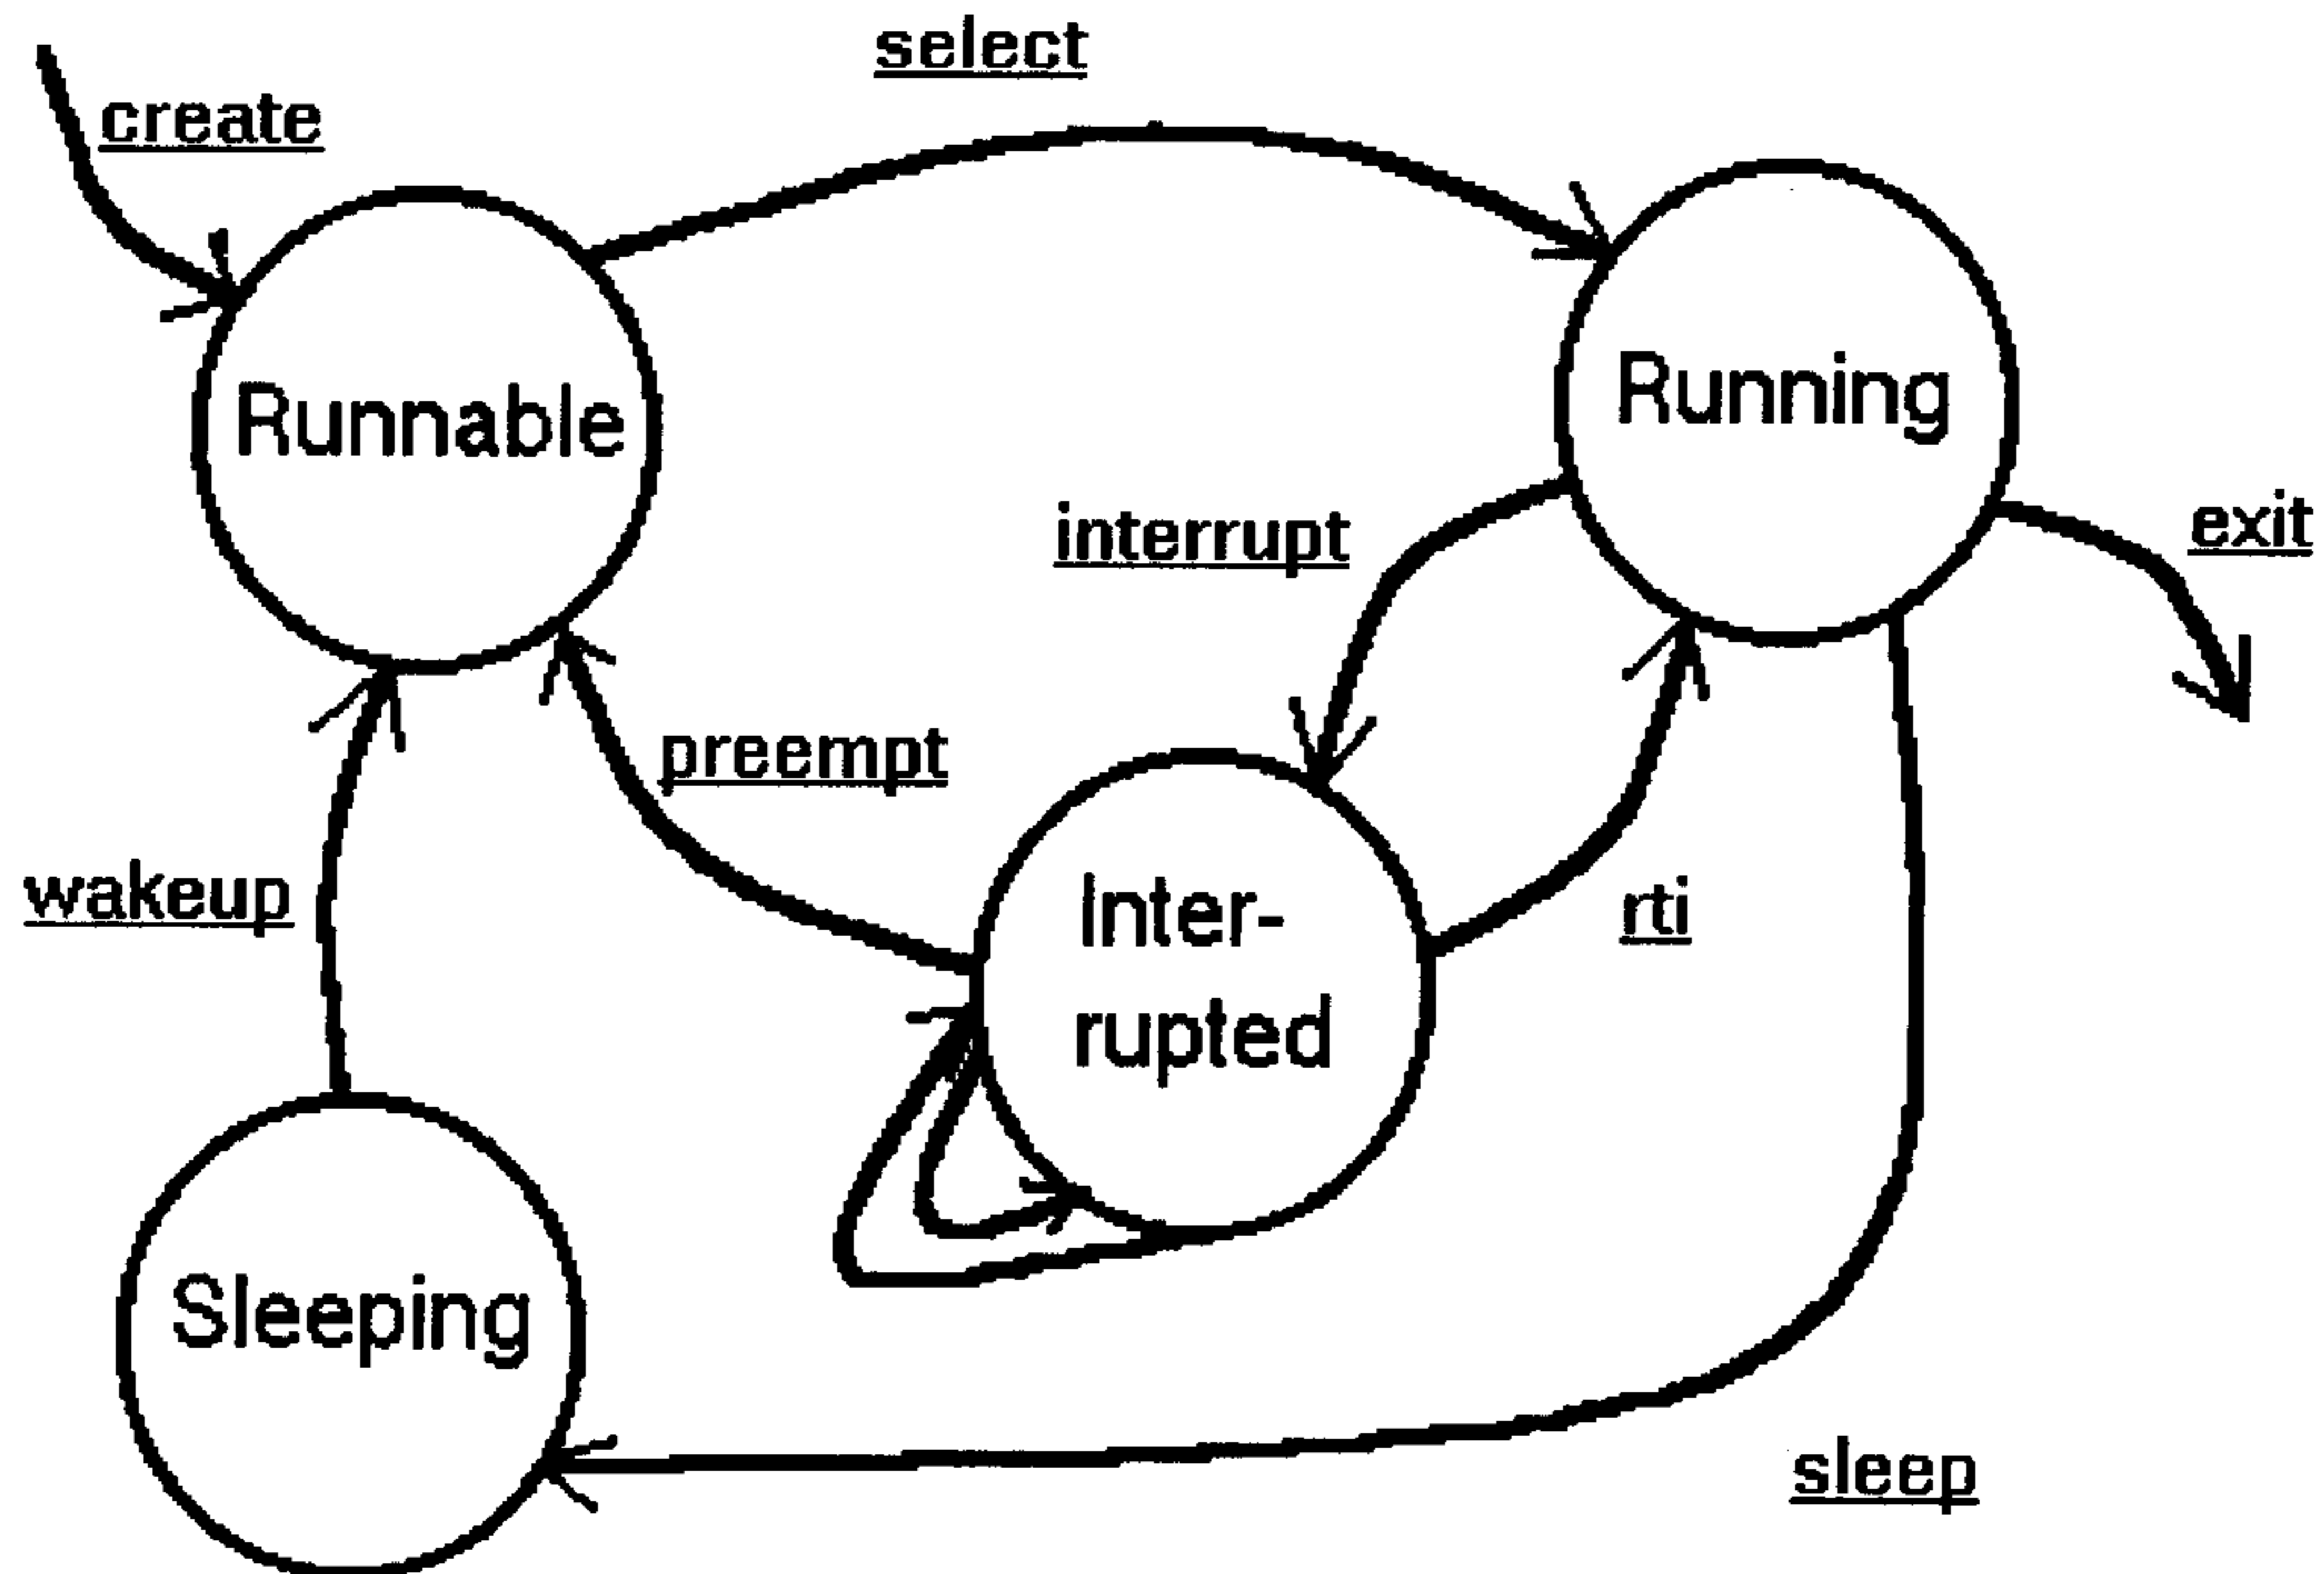 select
create
Runnable
Running
interrupt
exit
preempt
wakeup
Inter-
rupted
rti
Sleeping
sleep